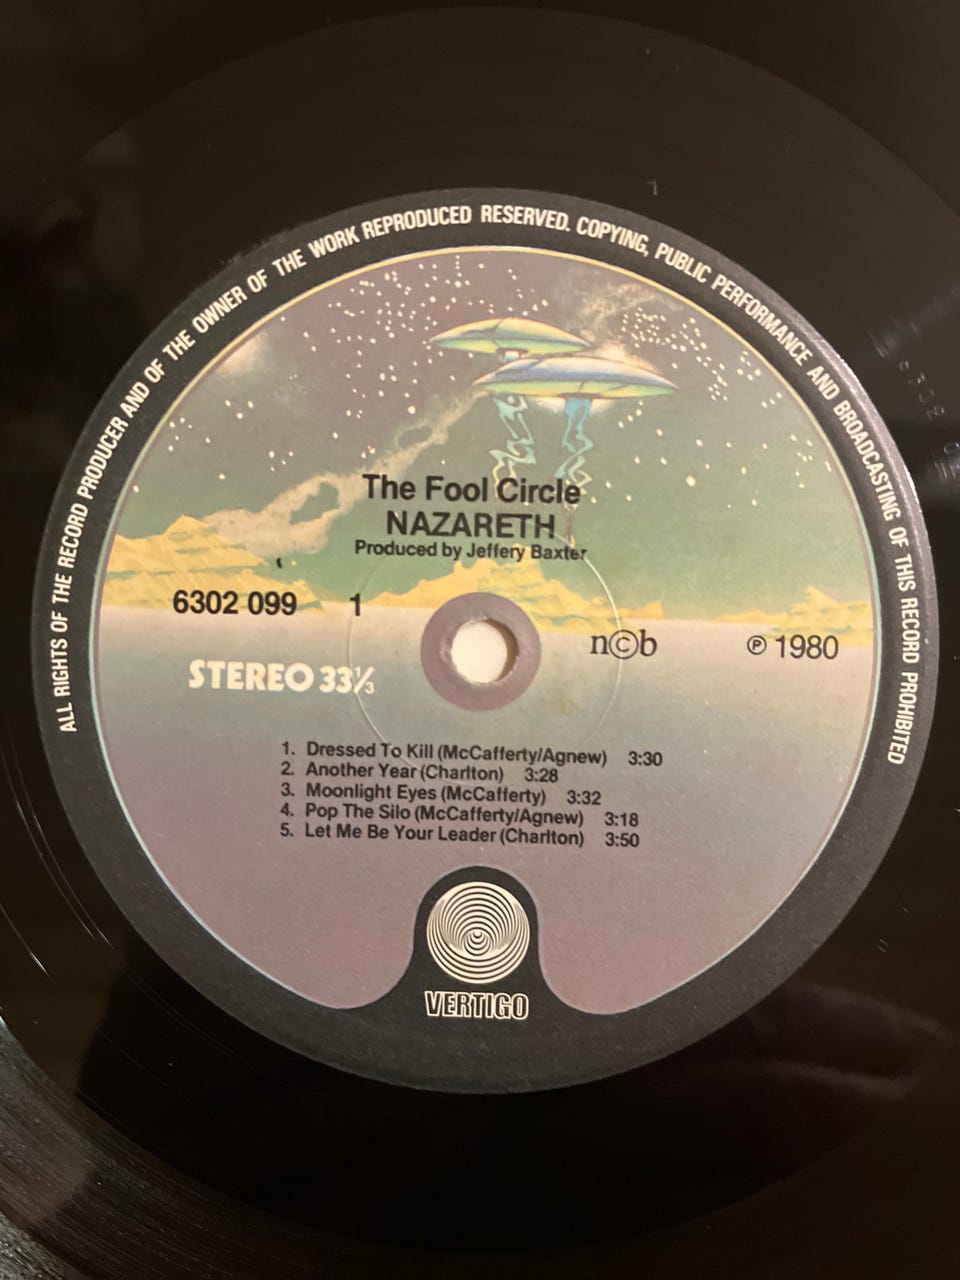 ALL RIGHTS OF THE RECORD PRODUCER AND OF THE OWNER OF THE WORK REPRODUCED RESERVED. COPYING, PUBLIC PERFORMANCE AND BROADCASTING OF THIS RECORD PROHIBITED
The Fool Circle
NAZARETH
Produced by Jeffery Baxter
6302 099 1
n©b ℗ 1980
STEREO 33⅓
1. Dressed To Kill (McCafferty/Agnew) 3:30
2. Another Year (Charlton) 3:28
3. Moonlight Eyes (McCafferty) 3:32
4. Pop The Silo (McCafferty/Agnew) 3:18
5. Let Me Be Your Leader (Charlton) 3:50
VERTIGO